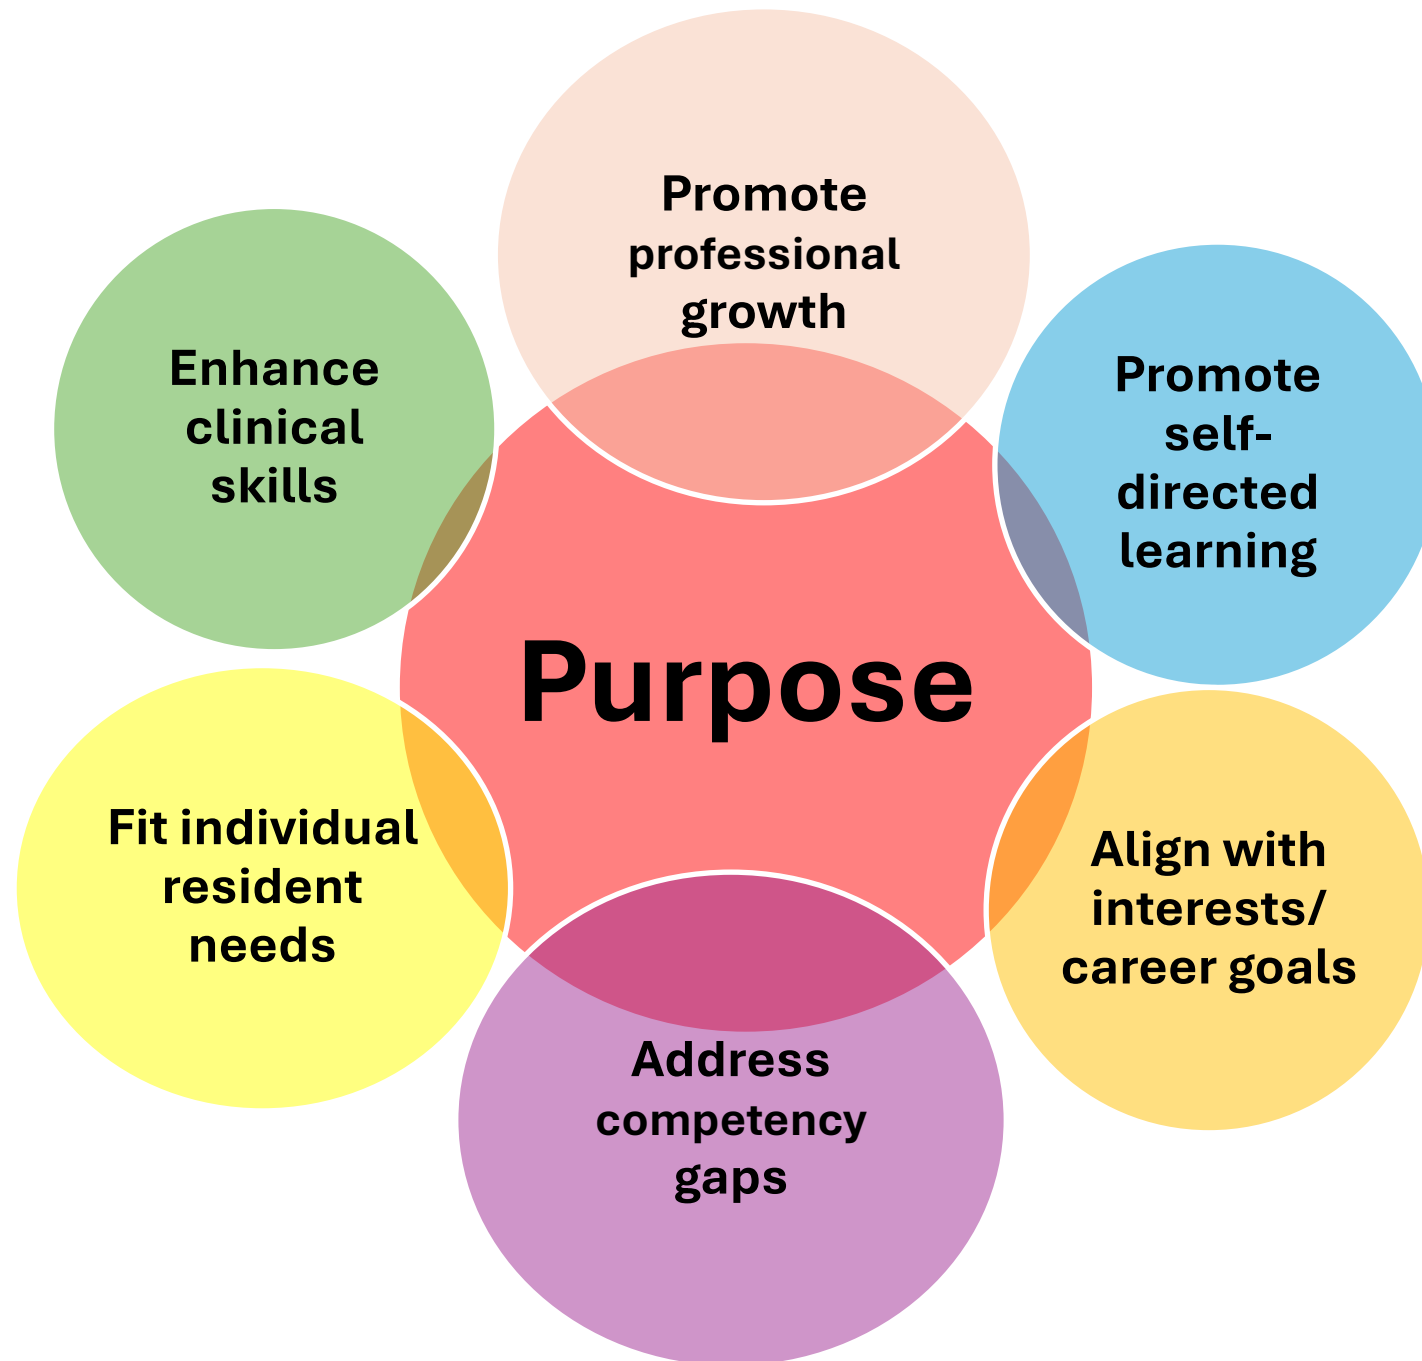 Promote
professional
growth
Enhance
clinical
skills
Promote
self-
directed
learning
Purpose
Fit individual
resident
needs
Align with
interests/
career goals
Address
competency
gaps